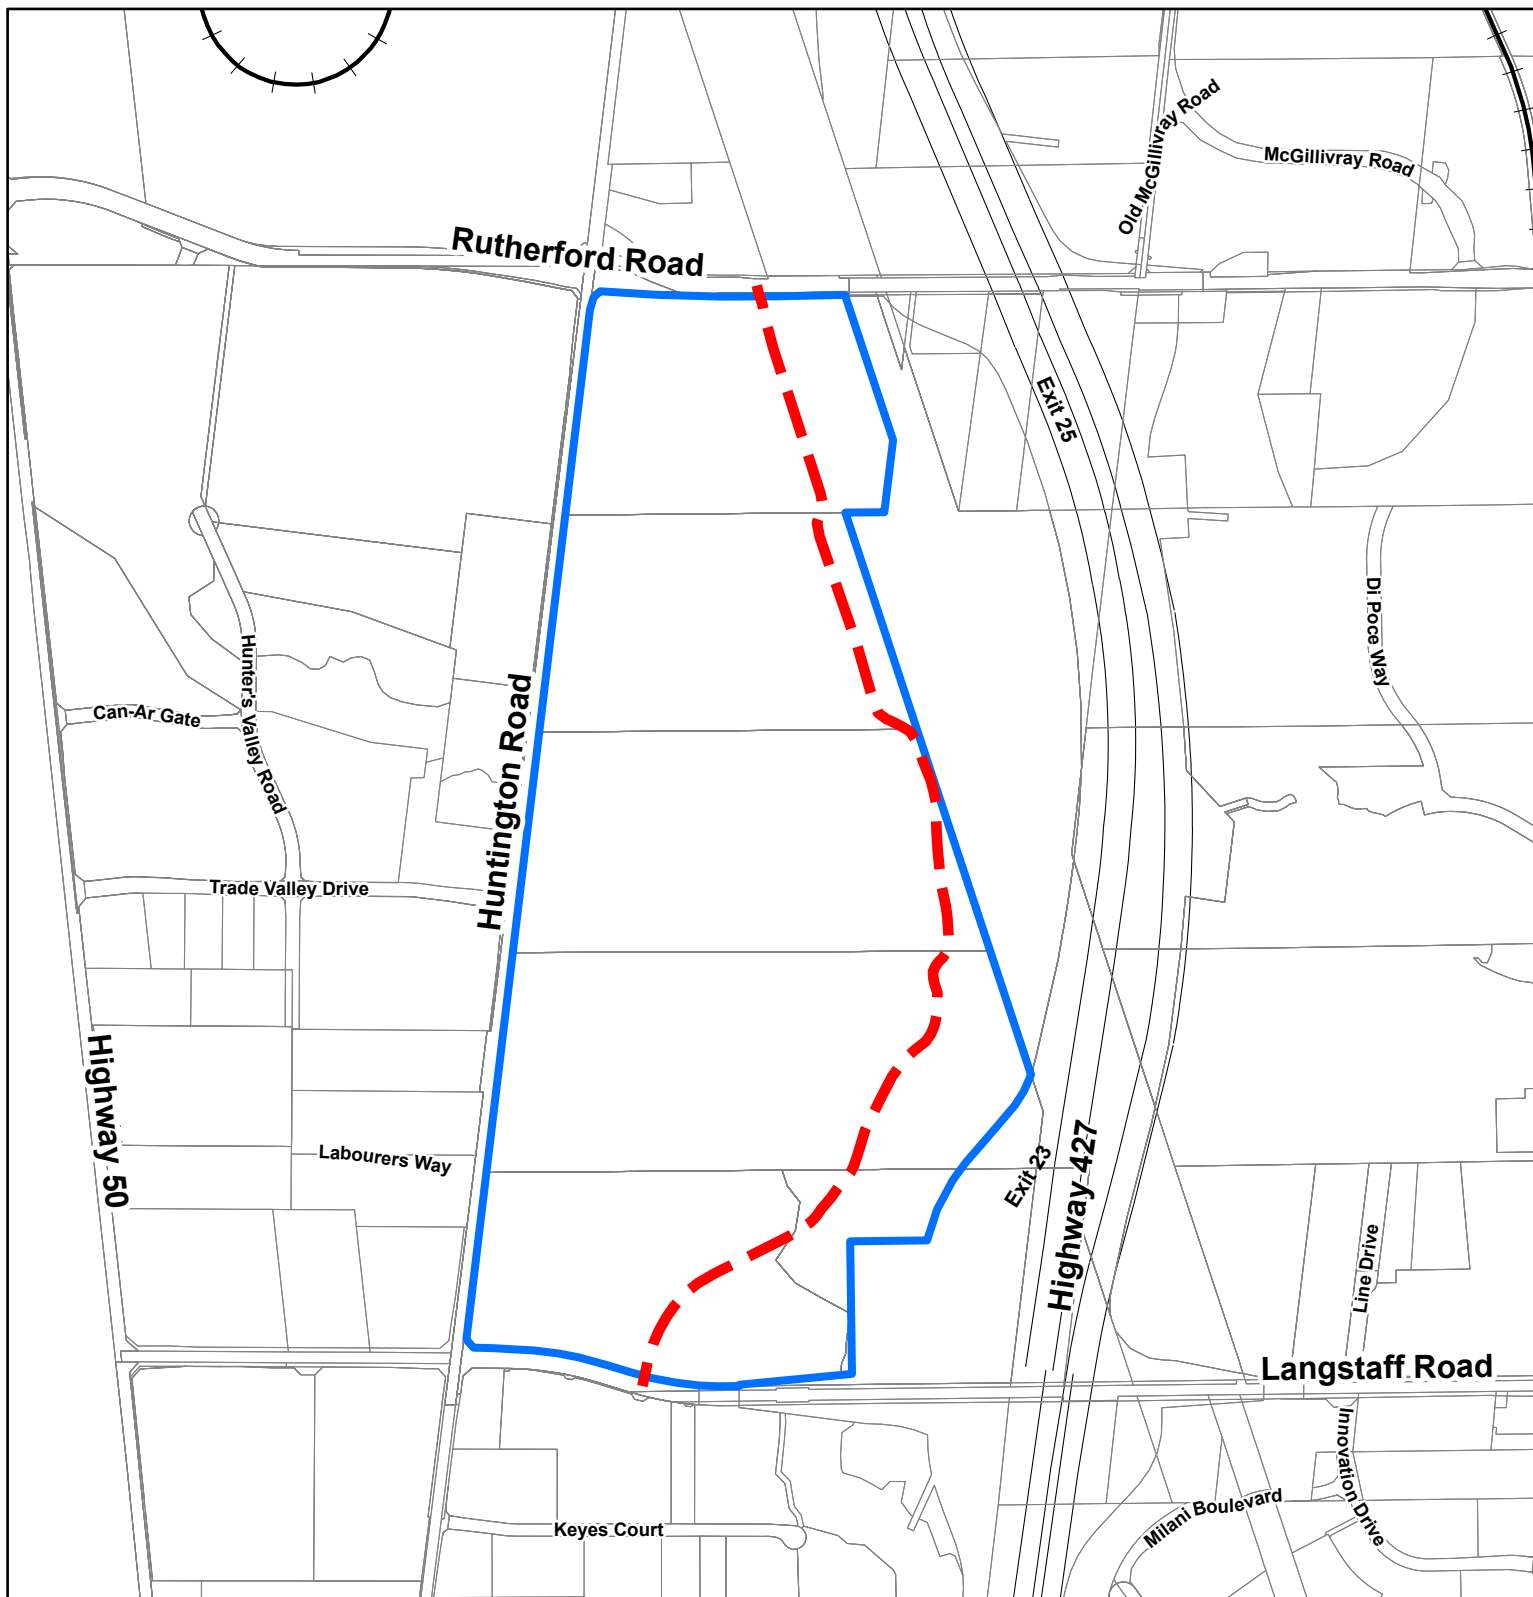 Old McGillivray Road
McGillivray Road
Rutherford Road
Exit 25
Di Poce Way
Hunter's Valley Road
Can-Ar Gate
Huntington Road
Trade Valley Drive
Highway 50
Labourers Way
Exit 23
Highway 427
Line Drive
Langstaff Road
Innovation Drive
Milani Boulevard
Keyes Court